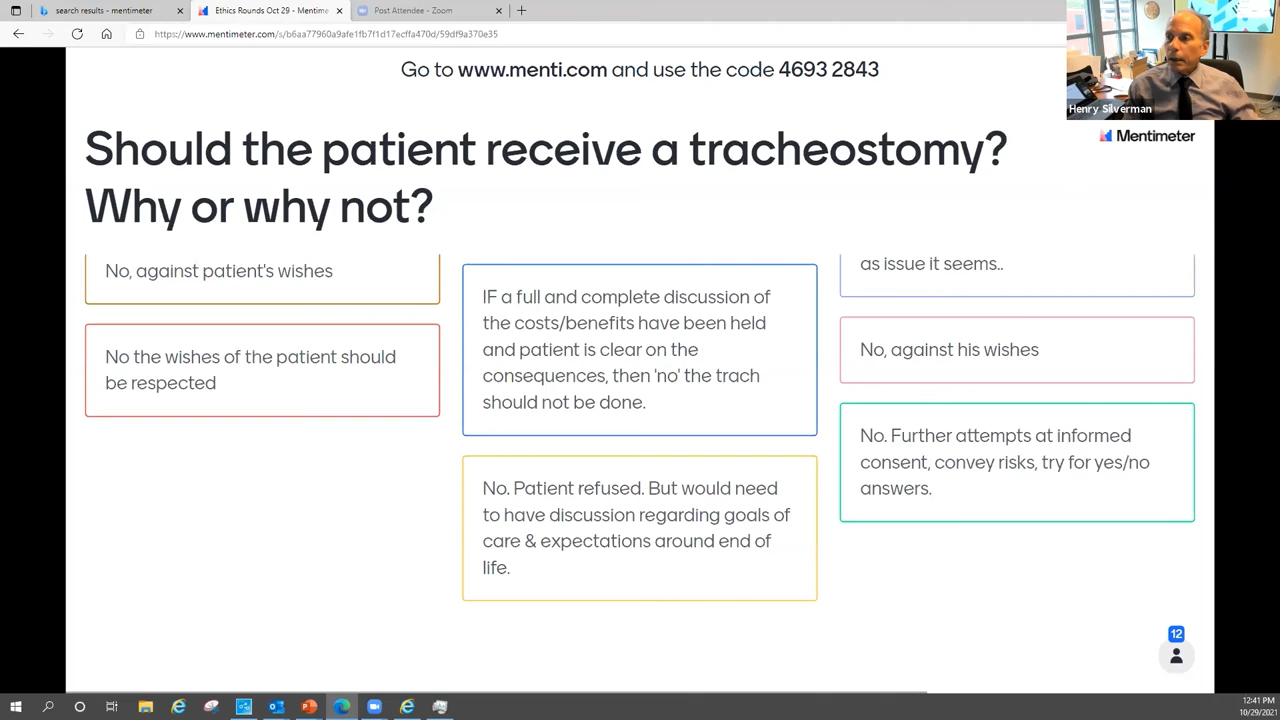 search results - mentimeter
Ethics Rounds Oct 29 - Mentime
Post Attendee - Zoom
https://www.mentimeter.com/s/b6aa77960a9afe1fb7f1d17ecffa470d/59df9a370e35
Henry Silverman
Go to www.menti.com and use the code 4693 2843
Mentimeter
Should the patient receive a tracheostomy?
Why or why not?
No, against patient's wishes
No the wishes of the patient should
be respected
IF a full and complete discussion of
the costs/benefits have been held
and patient is clear on the
consequences, then 'no' the trach
should not be done.
No. Patient refused. But would need
to have discussion regarding goals of
care & expectations around end of
life.
as issue it seems..
No, against his wishes
No. Further attempts at informed
consent, convey risks, try for yes/no
answers.
12
12:41 PM
10/29/2021